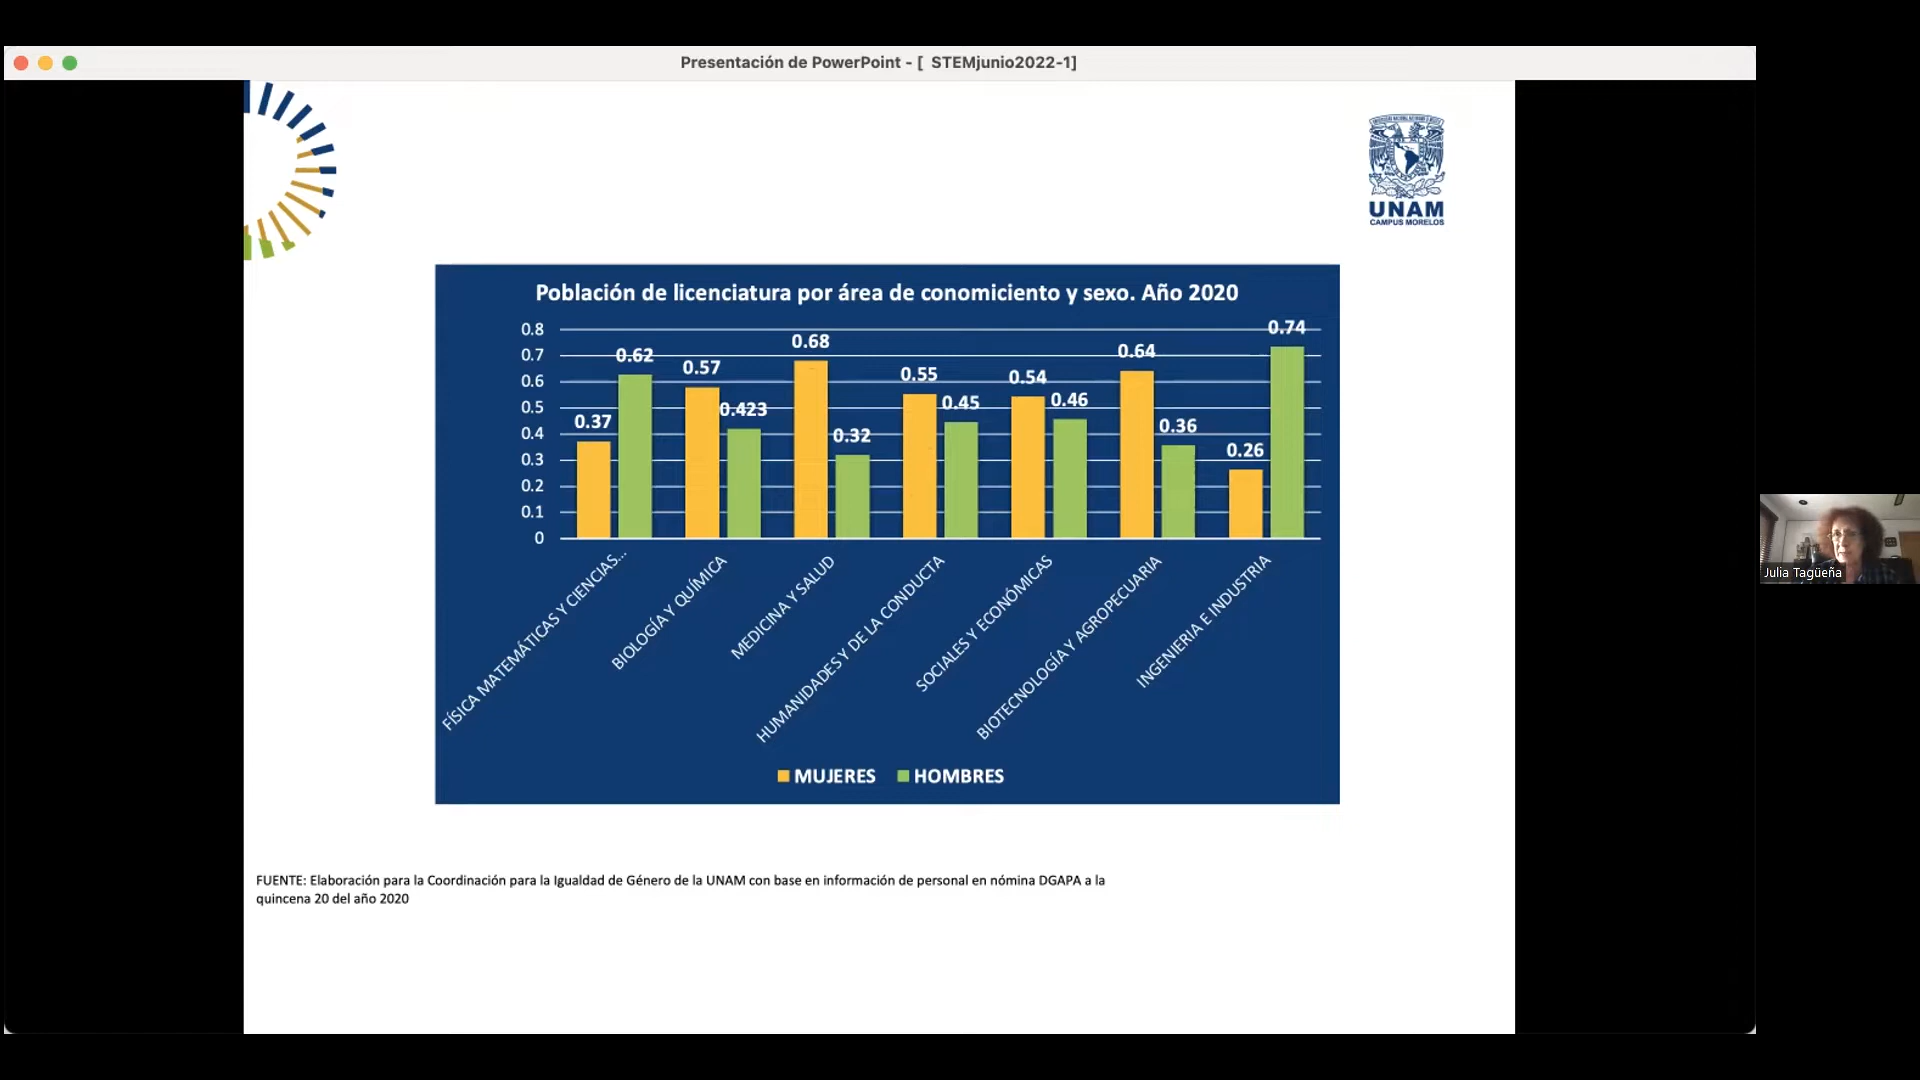 Presentación de PowerPoint - [ STEMjunio2022-1]
UNAM
CAMPUS MORELOS
Población de licenciatura por área de conomiciento y sexo. Año 2020
0.8
0.7
0.6
0.5
0.4
0.3
0.2
0.1
0
0.37
0.62
0.57
0.423
0.68
0.32
0.55
0.45
0.54
0.46
0.64
0.36
0.26
0.74
FÍSICA MATEMÁTICAS Y CIENCIAS...
BIOLOGÍA Y QUÍMICA
MEDICINA Y SALUD
HUMANIDADES Y DE LA CONDUCTA
SOCIALES Y ECONÓMICAS
BIOTECNOLOGÍA Y AGROPECUARIA
INGENIERIA E INDUSTRIA
MUJERES
HOMBRES
FUENTE: Elaboración para la Coordinación para la Igualdad de Género de la UNAM con base en información de personal en nómina DGAPA a la
quincena 20 del año 2020
Julia Tagüeña